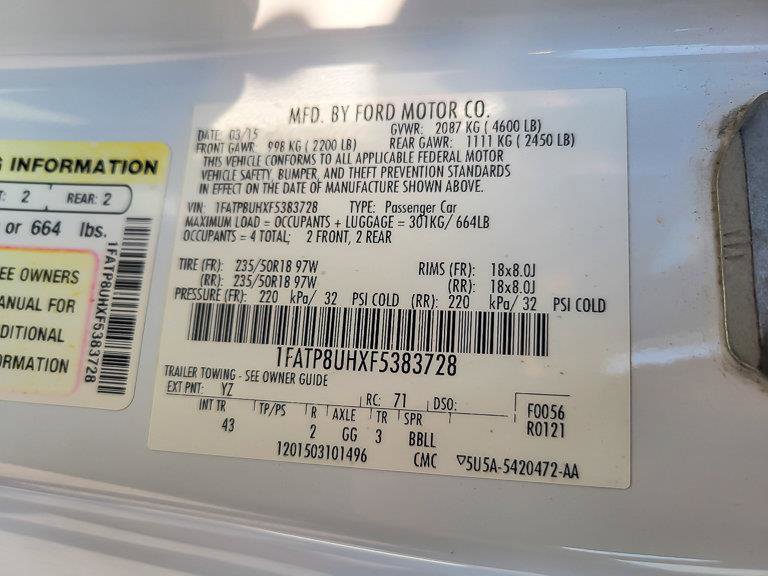 MFD. BY FORD MOTOR CO.
DATE: 03/15 GVWR: 2087 KG ( 4600 LB)
FRONT GAWR: 998 KG ( 2200 LB) REAR GAWR: 1111 KG ( 2450 LB)
THIS VEHICLE CONFORMS TO ALL APPLICABLE FEDERAL MOTOR
VEHICLE SAFETY, BUMPER, AND THEFT PREVENTION STANDARDS
IN EFFECT ON THE DATE OF MANUFACTURE SHOWN ABOVE.
VIN: 1FATP8UHXF5383728 TYPE: Passenger Car
MAXIMUM LOAD = OCCUPANTS + LUGGAGE = 301KG/ 664LB
OCCUPANTS = 4 TOTAL; 2 FRONT, 2 REAR
TIRE (FR): 235/50R18 97W RIMS (FR): 18x8.0J
(RR): 235/50R18 97W (RR): 18x8.0J
PRESSURE (FR): 220 kPa/ 32 PSI COLD (RR): 220 kPa/ 32 PSI COLD
1FATP8UHXF5383728
TRAILER TOWING - SEE OWNER GUIDE
EXT PNT: YZ RC: 71 DSO: F0056
INT TR TP/PS R AXLE TR SPR R0121
43 2 GG 3 BBLL
1201503101496 CMC ▽5U5A-5420472-AA
G INFORMATION
T: 2 REAR: 2
or 664 lbs.
EE OWNERS
ANUAL FOR
DDITIONAL
ORMATION
1FATP8UHXF5383728